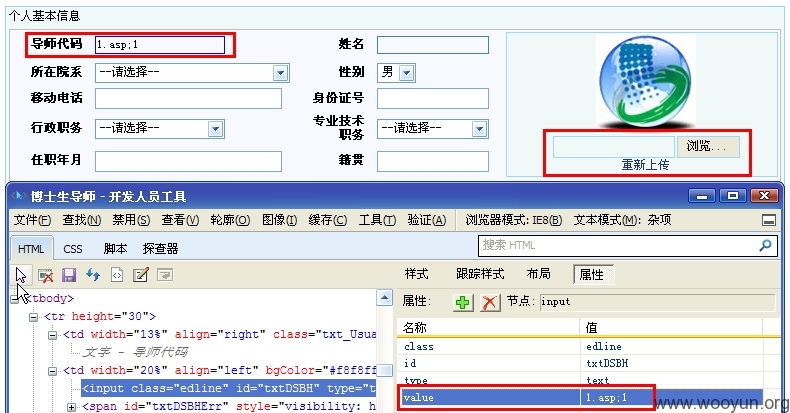 个人基本信息
导师代码 1.asp;1 姓名
所在院系 --请选择-- 性别 男
移动电话 身份证号
行政职务 --请选择-- 专业技术职务 --请选择--
浏览...
重新上传
任职年月 籍贯
博士生导师 - 开发人员工具
文件(F) 查找(N) 禁用(S) 查看(V) 轮廓(O) 图像(I) 缓存(C) 工具(T) 验证(A) 浏览器模式: IE8(B) 文本模式(M): 杂项
HTML CSS 脚本 探查器 搜索 HTML
样式 跟踪样式 布局 属性
属性: 节点: input
<tbody>
<tr height="30">
<td width="13%" align="right" class="txt_Usua
文字 - 导师代码
<td width="20%" align="left" bgColor="#f8f8ff
<input class="edline" id="txtDSBH" type="t
<span id="txtDSBHErr" style="visibility: h
名称 值
class edline
id txtDSBH
type text
value 1.asp;1
www.wooyun.org